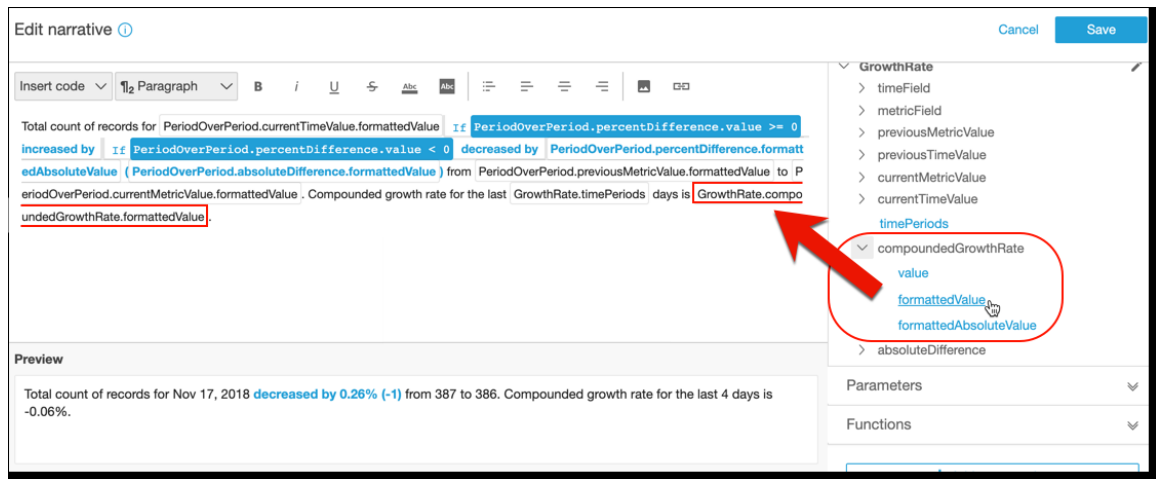 Edit narrative
Cancel
Save
Insert code
¶2 Paragraph
B
i
U
S
Abc
Abc
Total count of records for PeriodOverPeriod.currentTimeValue.formattedValue If PeriodOverPeriod.percentDifference.value >= 0
increased by If PeriodOverPeriod.percentDifference.value < 0 decreased by PeriodOverPeriod.percentDifference.formatt
edAbsoluteValue ( PeriodOverPeriod.absoluteDifference.formattedValue ) from PeriodOverPeriod.previousMetricValue.formattedValue to P
eriodOverPeriod.currentMetricValue.formattedValue . Compounded growth rate for the last GrowthRate.timePeriods days is GrowthRate.compo
undedGrowthRate.formattedValue .
GrowthRate
timeField
metricField
previousMetricValue
previousTimeValue
currentMetricValue
currentTimeValue
timePeriods
compoundedGrowthRate
value
formattedValue
formattedAbsoluteValue
absoluteDifference
Parameters
Functions
Preview
Total count of records for Nov 17, 2018 decreased by 0.26% (-1) from 387 to 386. Compounded growth rate for the last 4 days is
-0.06%.